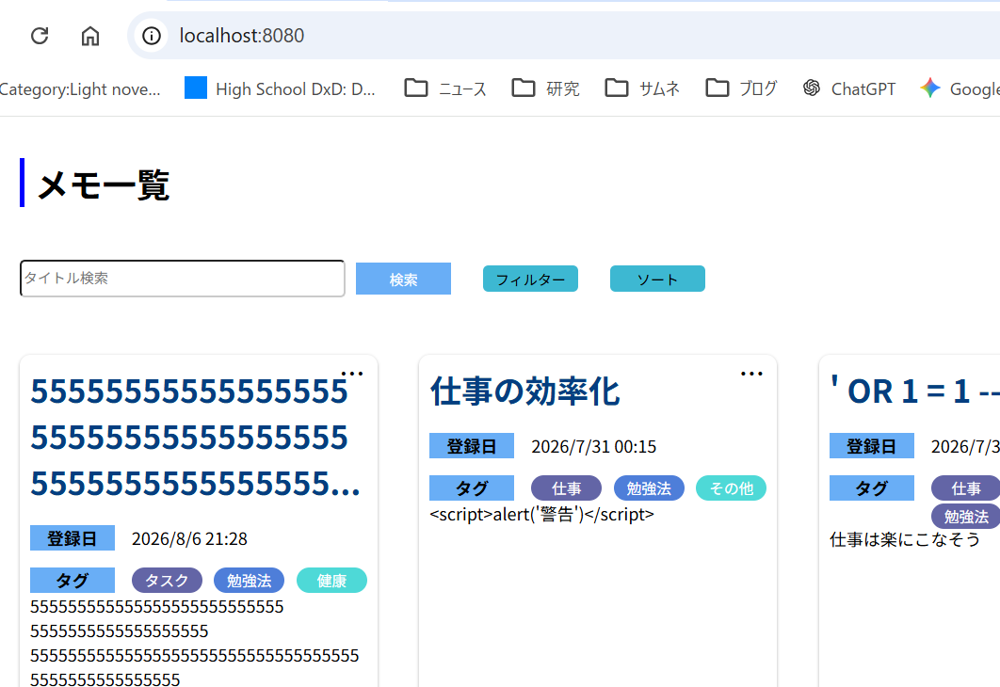 localhost:8080
Category:Light nove...
High School DxD: D...
ニュース
研究
サムネ
ブログ
ChatGPT
Google
メモ一覧
タイトル検索
検索
フィルター
ソート
55555555555555555
55555555555555555
5555555555555555...
登録日 2026/8/6 21:28
タグ タスク 勉強法 健康
555555555555555555555555555
5555555555555555555
55555555555555555555555555555555555
5555555555555555
仕事の効率化
登録日 2026/7/31 00:15
タグ 仕事 勉強法 その他
<script>alert('警告')</script>
' OR 1 = 1 --
登録日 2026/7/3
タグ 仕事
勉強法
仕事は楽にこなそう